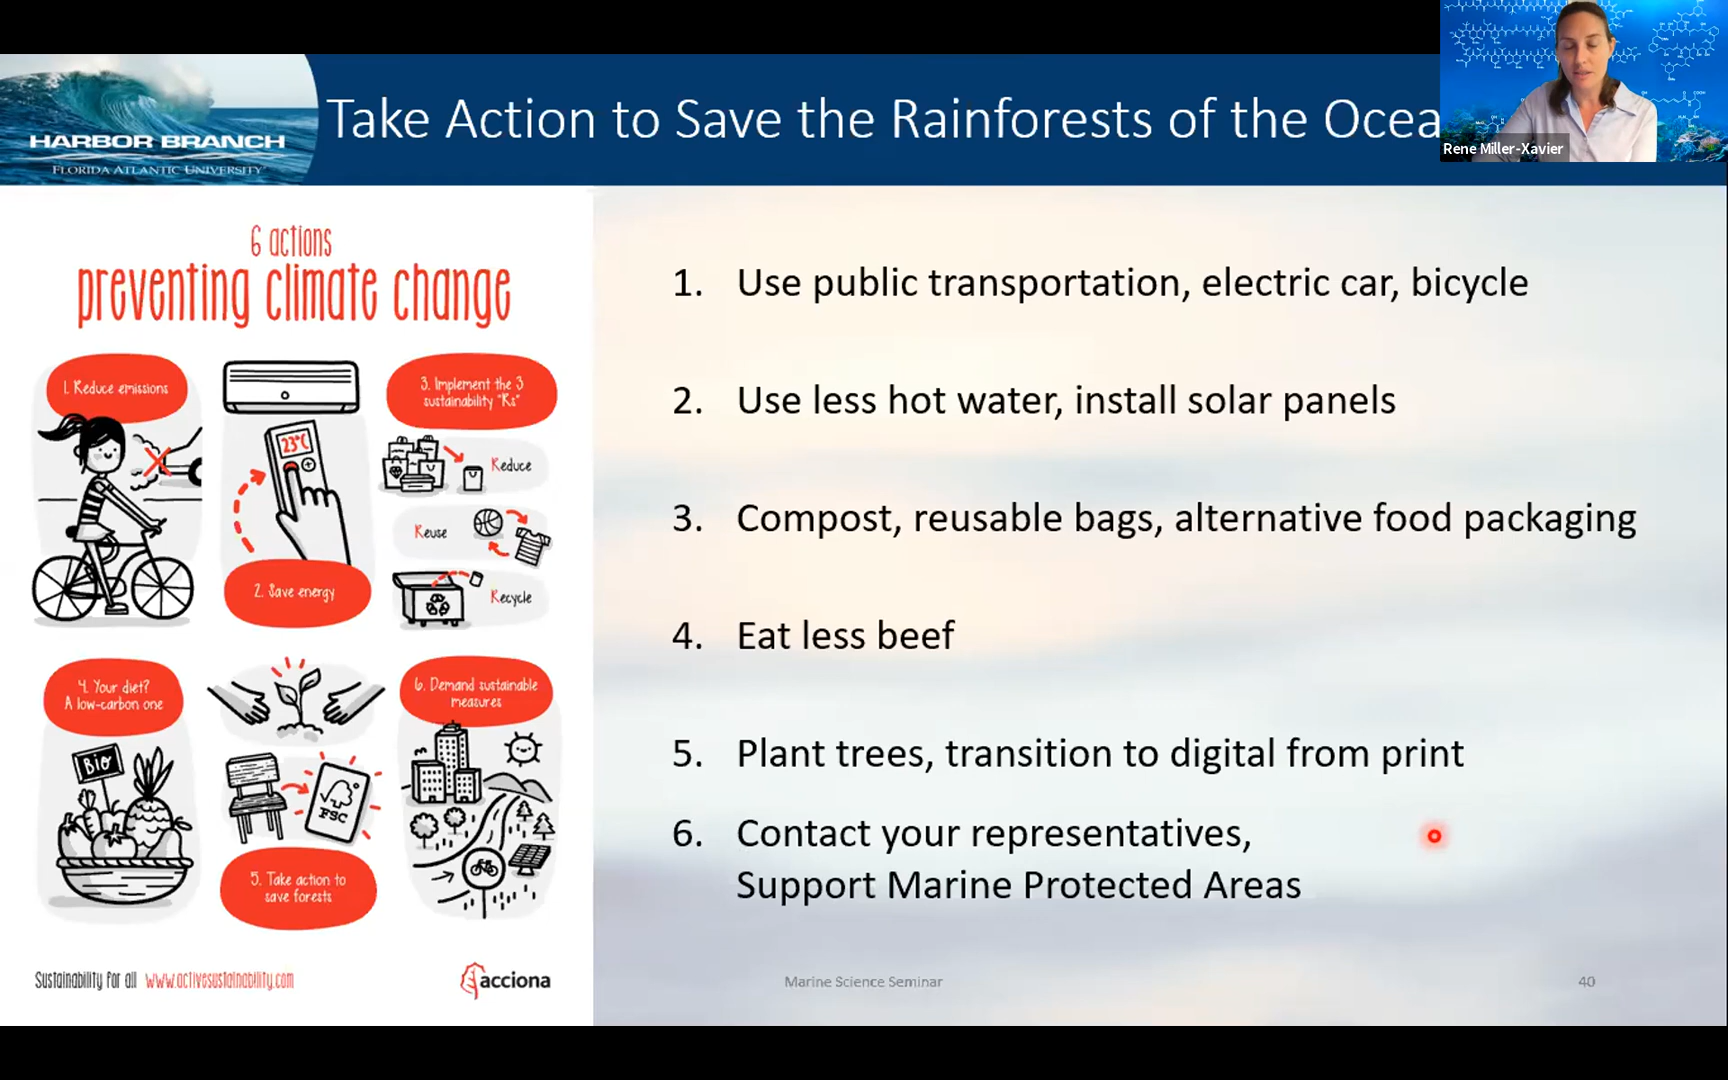 HARBOR BRANCH
FLORIDA ATLANTIC UNIVERSITY
Take Action to Save the Rainforests of the Ocea
Rene Miller-Xavier
6 actions
preventing climate change
1. Reduce emissions
23°C
2. Save energy
3. Implement the 3
sustainability "Rs"
Reduce
Reuse
Recycle
4. Your diet?
A low-carbon one
BIO
FSC
5. Take action to
save forests
6. Demand sustainable
measures
Sustainability for all www.activesustainability.com
acciona
1. Use public transportation, electric car, bicycle
2. Use less hot water, install solar panels
3. Compost, reusable bags, alternative food packaging
4. Eat less beef
5. Plant trees, transition to digital from print
6. Contact your representatives,
Support Marine Protected Areas
Marine Science Seminar
40